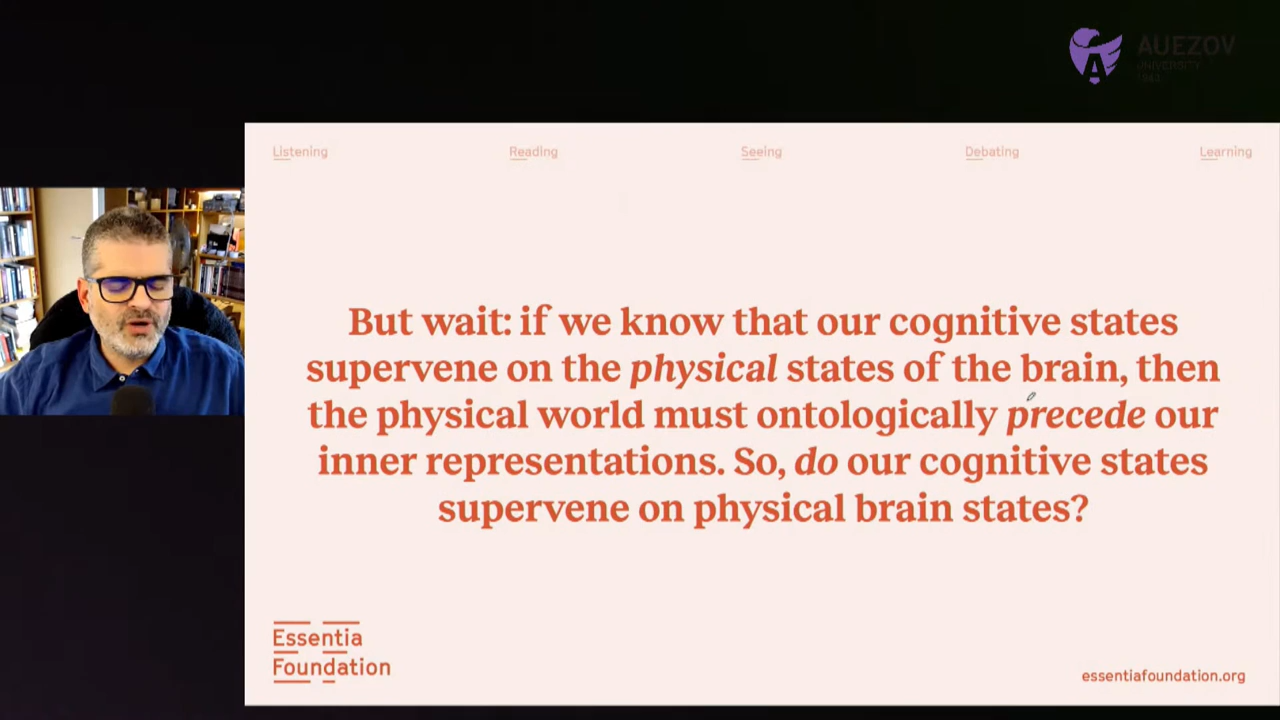 AUEZOV
UNIVERSITY
1943
Listening
Reading
Seeing
Debating
Learning
But wait: if we know that our cognitive states
supervene on the physical states of the brain, then
the physical world must ontologically precede our
inner representations. So, do our cognitive states
supervene on physical brain states?
Essentia
Foundation
essentiafoundation.org